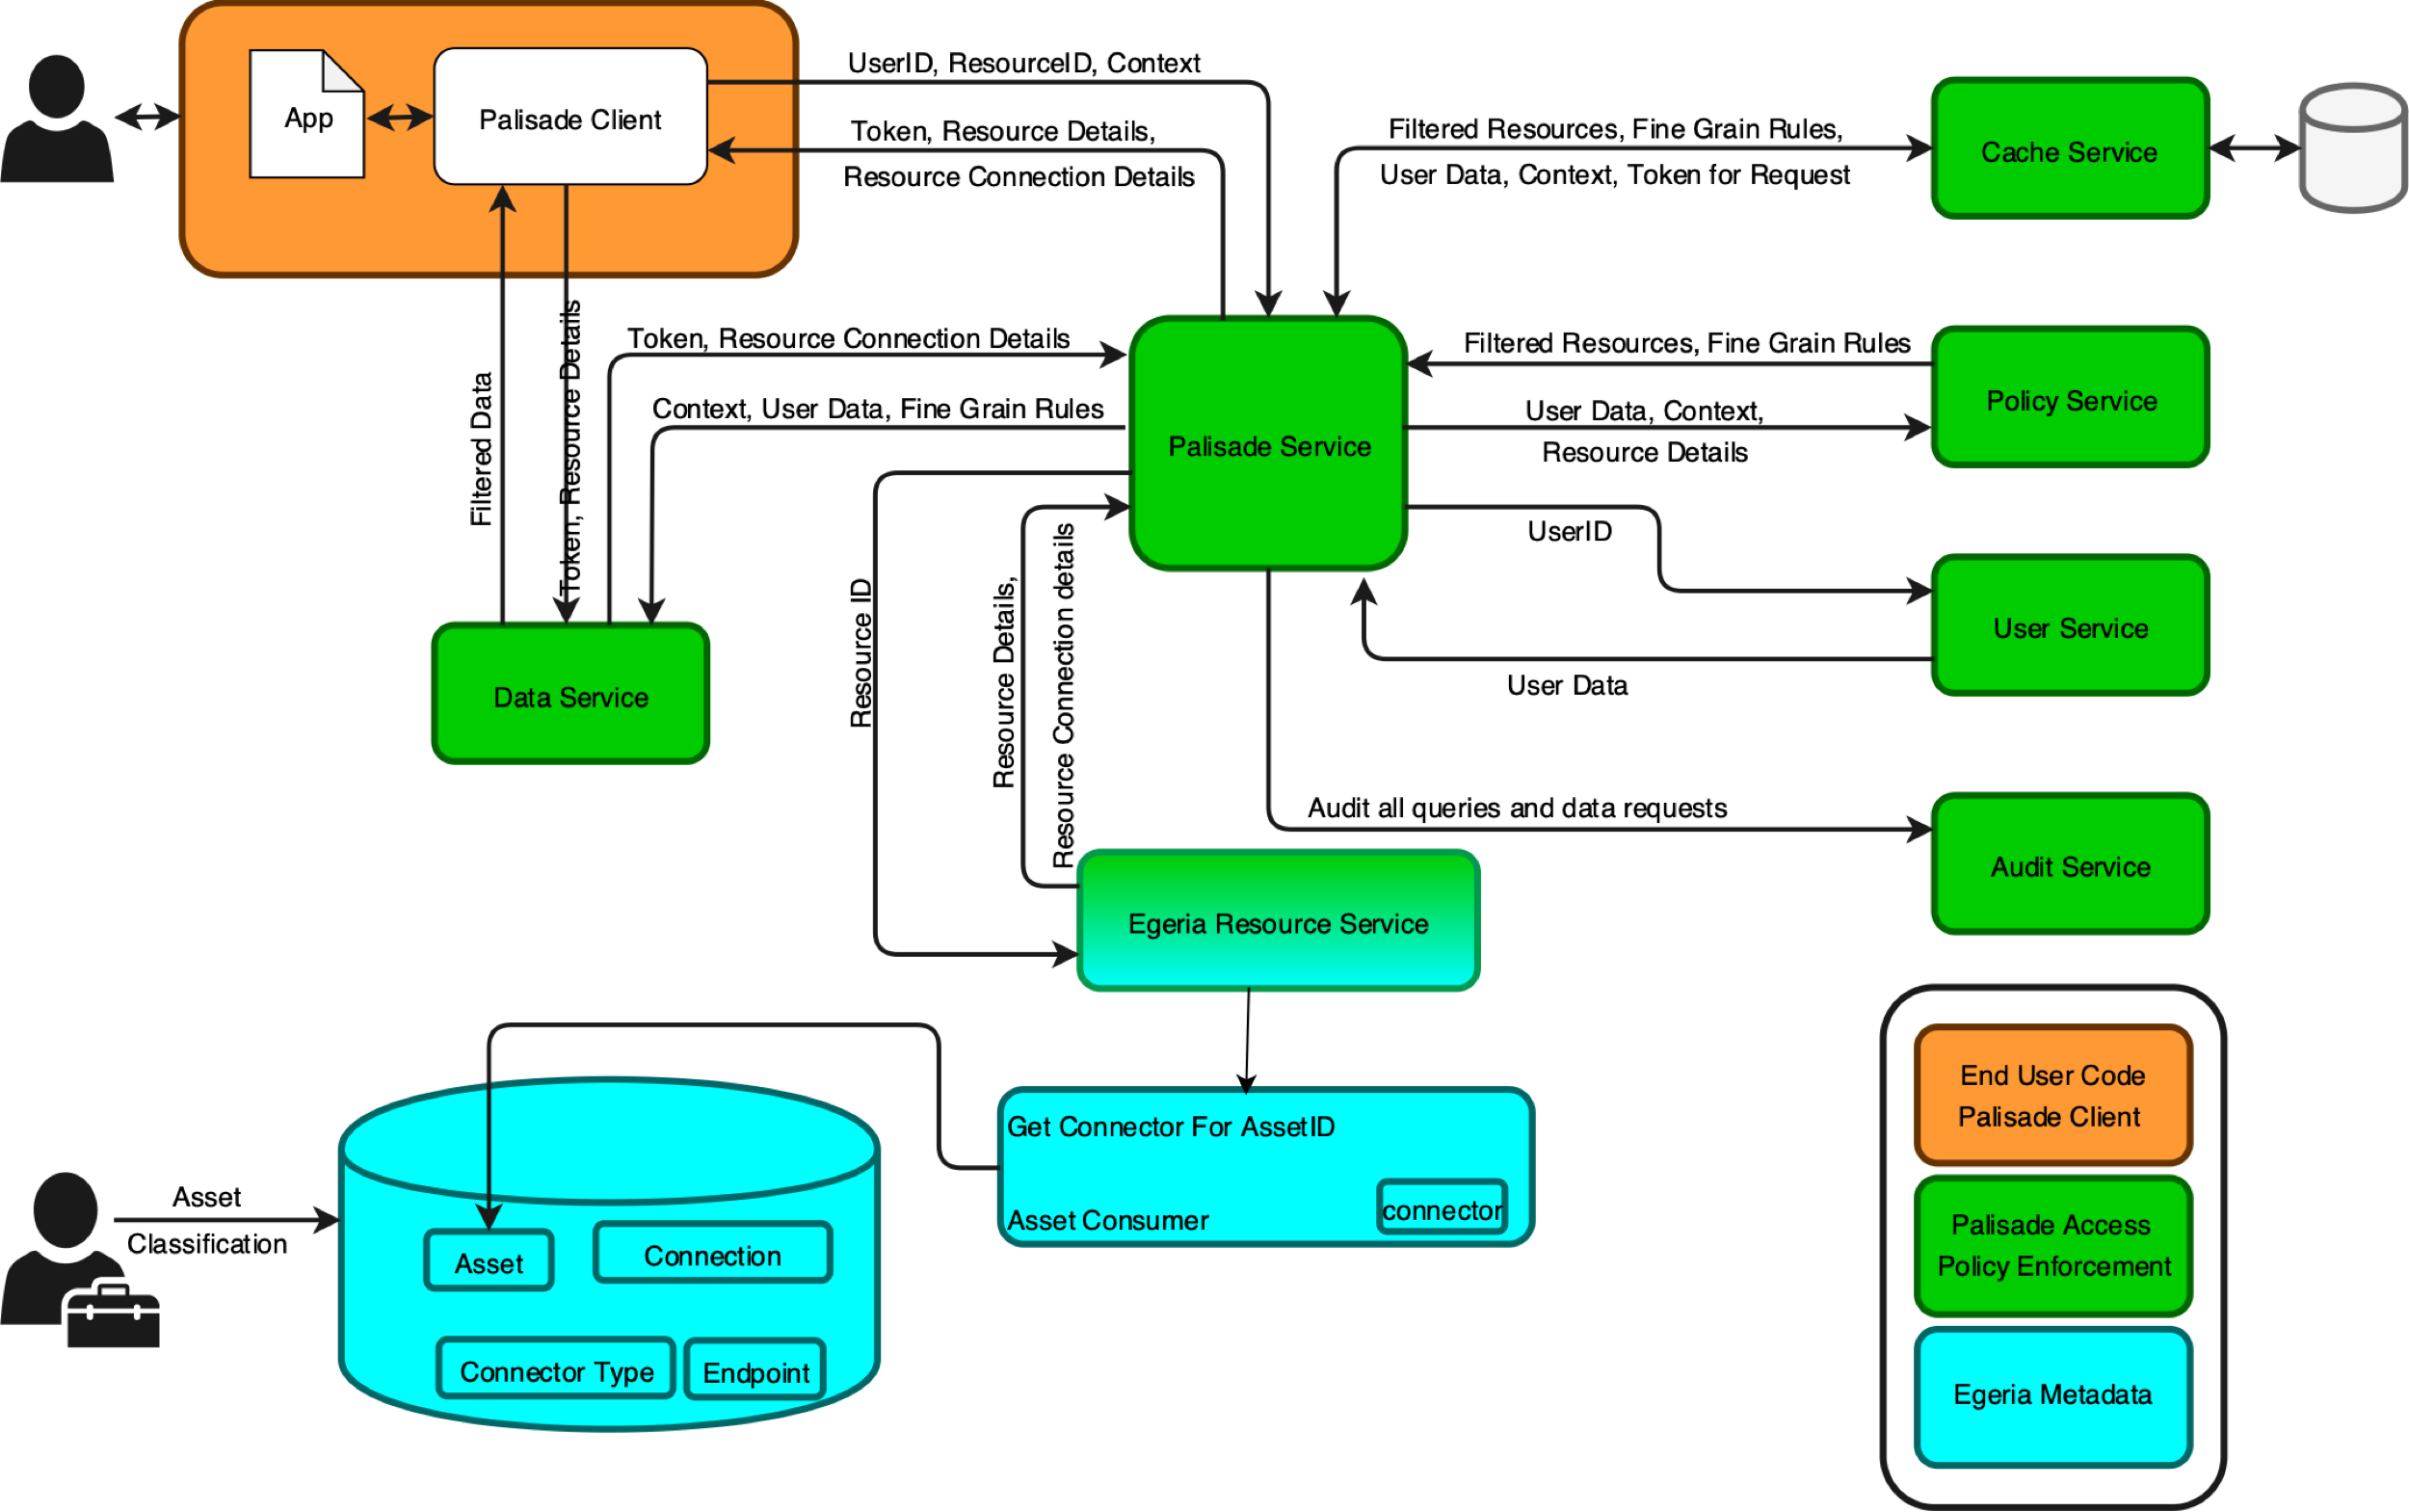 App
Palisade Client
UserID, ResourceID, Context
Token, Resource Details,
Resource Connection Details
Filtered Resources, Fine Grain Rules,
User Data, Context, Token for Request
Cache Service
Filtered Data
Token, Resource Details
Token, Resource Connection Details
Context, User Data, Fine Grain Rules
Palisade Service
Filtered Resources, Fine Grain Rules
User Data, Context,
Resource Details
Policy Service
UserID
User Data
User Service
Data Service
Resource ID
Resource Details,
Resource Connection details
Audit all queries and data requests
Audit Service
Egeria Resource Service
Get Connector For AssetID
Asset Consumer
connector
Asset
Classification
Asset
Connection
Connector Type
Endpoint
End User Code
Palisade Client
Palisade Access
Policy Enforcement
Egeria Metadata